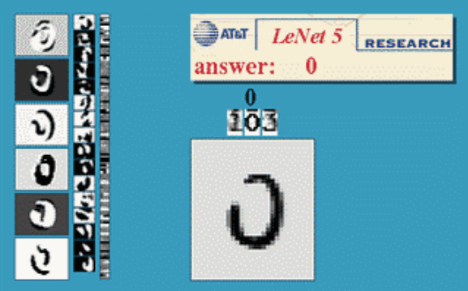 AT&T LeNet 5 RESEARCH
answer: 0
0
103